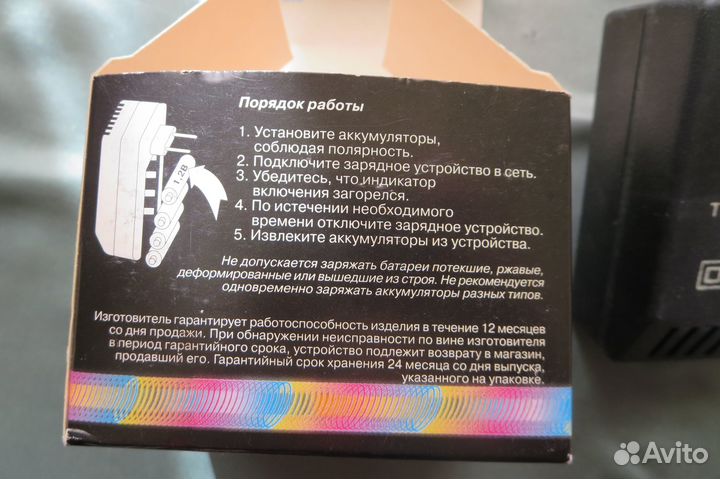 Порядок работы
1. Установите аккумуляторы,
соблюдая полярность.
2. Подключите зарядное устройство в сеть.
3. Убедитесь, что индикатор
включения загорелся.
4. По истечении необходимого
времени отключите зарядное устройство.
5. Извлеките аккумуляторы из устройства.
1.2В
Не допускается заряжать батареи потекшие, ржавые,
деформированные или вышедшие из строя. Не рекомендуется
одновременно заряжать аккумуляторы разных типов.
Изготовитель гарантирует работоспособность изделия в течение 12 месяцев
со дня продажи. При обнаружении неисправности по вине изготовителя
в период гарантийного срока, устройство подлежит возврату в магазин,
продавший его. Гарантийный срок хранения 24 месяца со дня выпуска,
указанного на упаковке.
Т
Avito